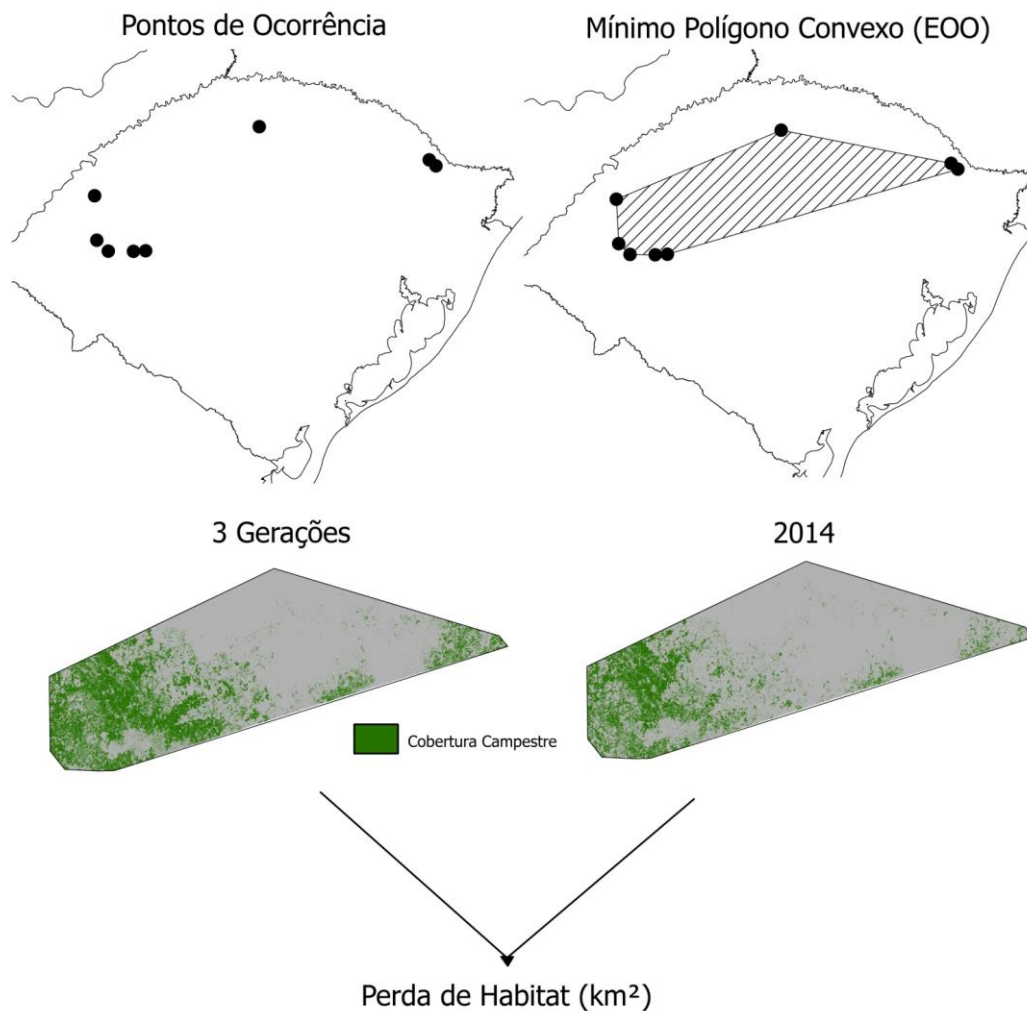 Pontos de Ocorrência
Mínimo Polígono Convexo (EOO)
3 Gerações
2014
Cobertura Campestre
Perda de Habitat (km²)